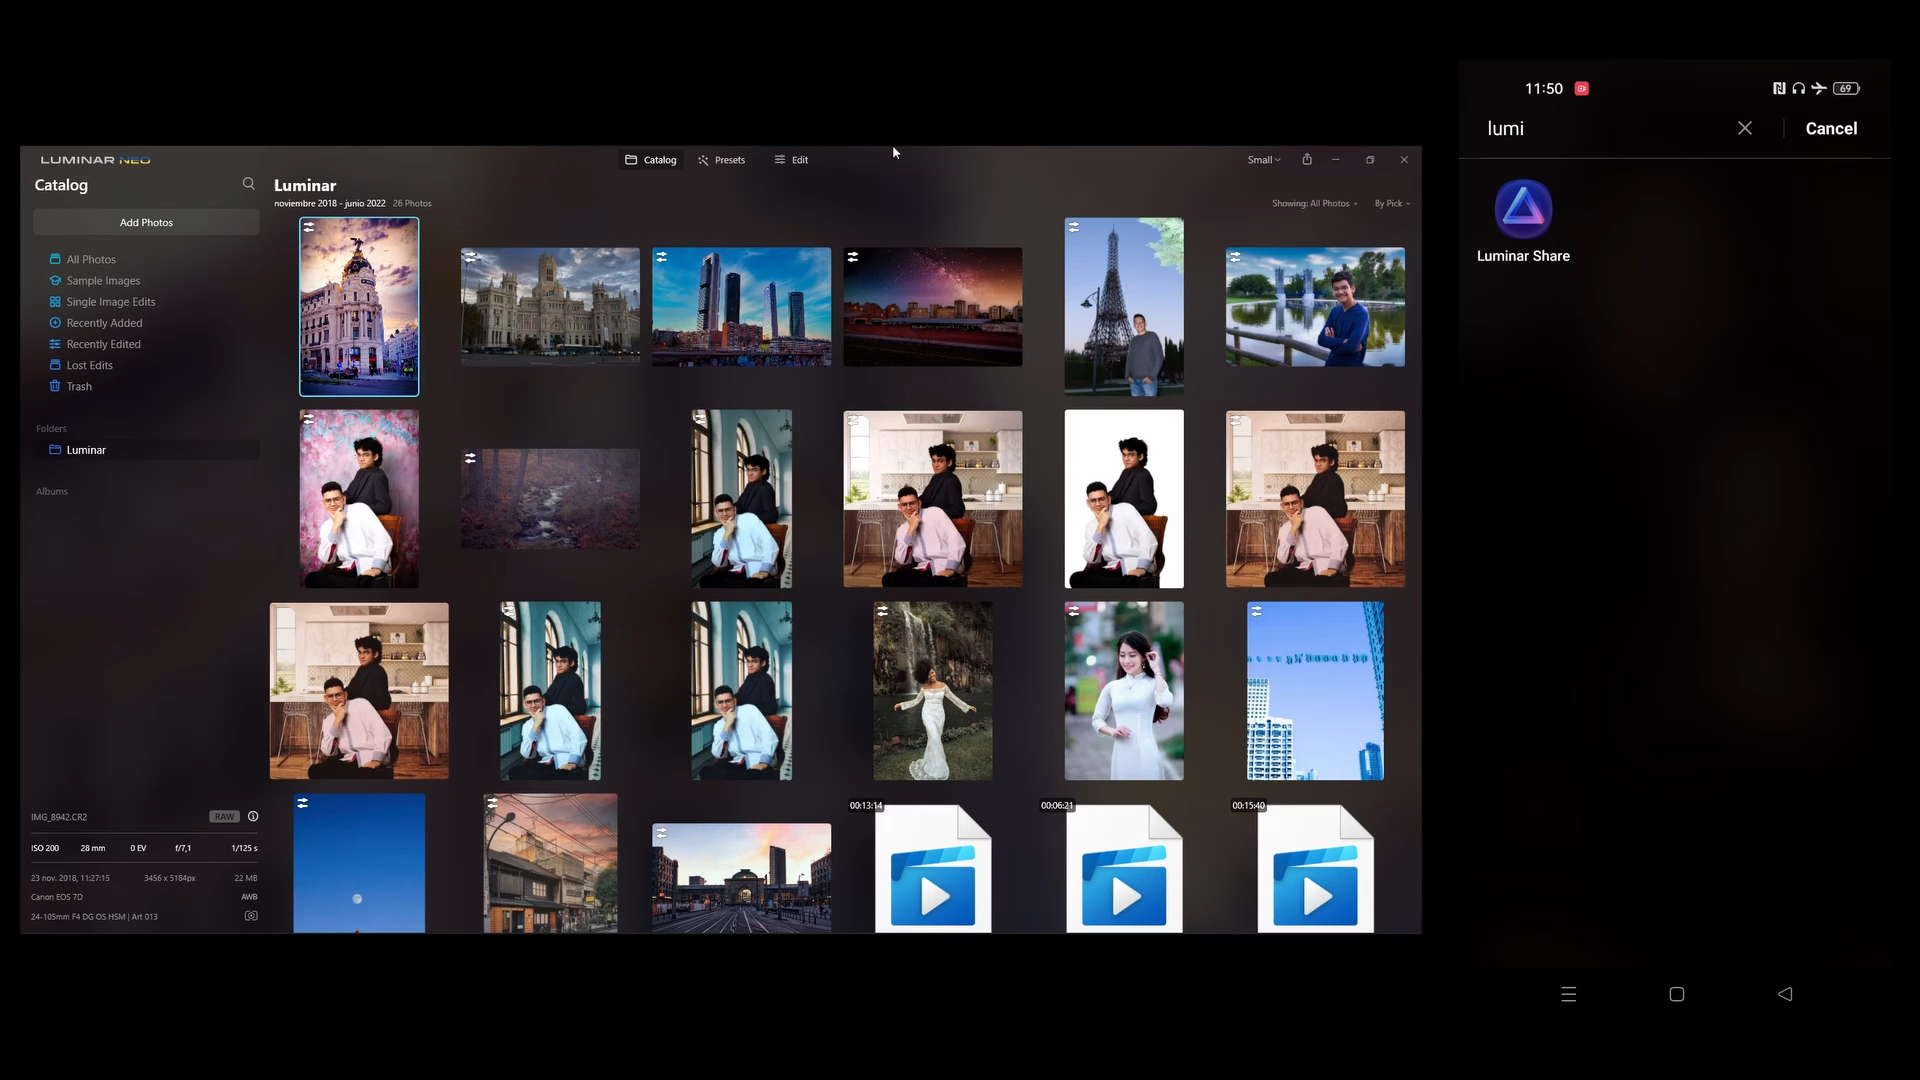 LUMINAR NEO
Catalog
Presets
Edit
Small
Catalog
Add Photos
All Photos
Sample Images
Single Image Edits
Recently Added
Recently Edited
Lost Edits
Trash
Folders
Luminar
Albums
IMG_8942.CR2 RAW
ISO 200 28 mm 0 EV f/7,1 1/125 s
23 nov. 2018, 11:27:15 3456 x 5184px 22 MB
Canon EOS 7D AWB
24-105mm F4 DG OS HSM | Art 013
Luminar
noviembre 2018 - junio 2022 26 Photos
Showing: All Photos By Pick
00:13:14
00:06:21
00:15:40
11:50 69
lumi Cancel
Luminar Share